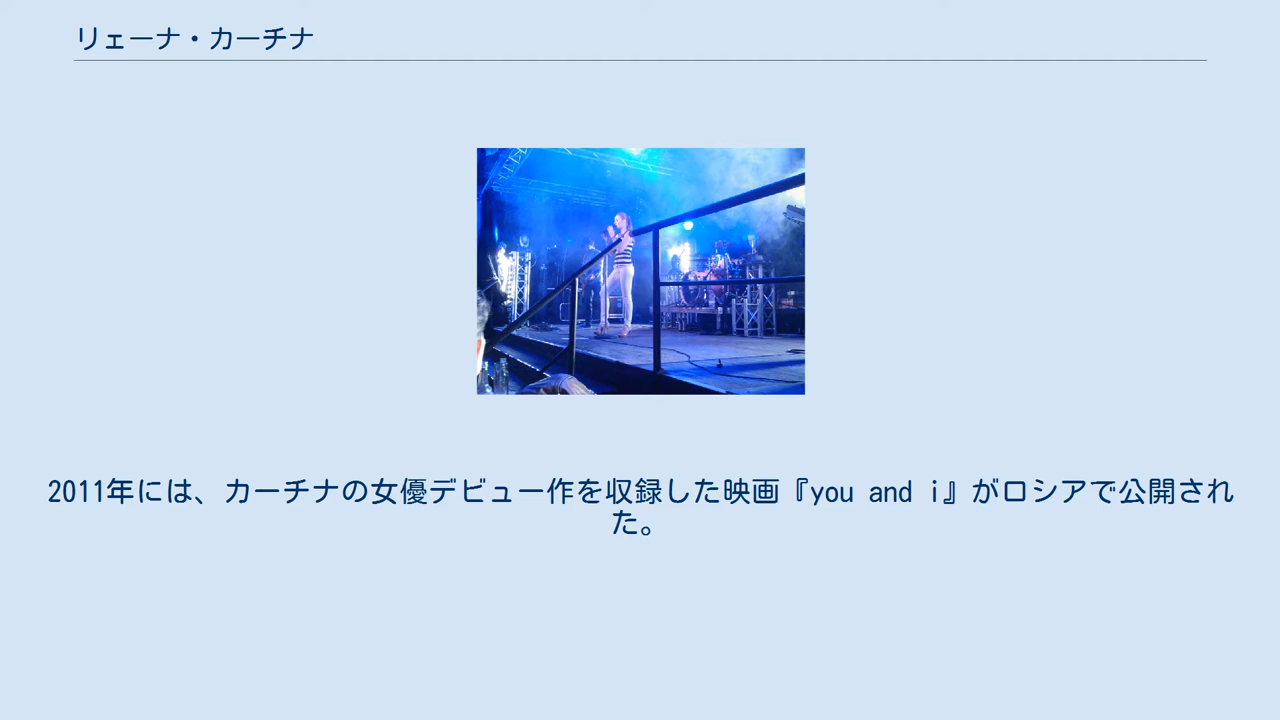 リェーナ・カーチナ
2011年には、カーチナの女優デビュー作を収録した映画『you and i』がロシアで公開され
た。